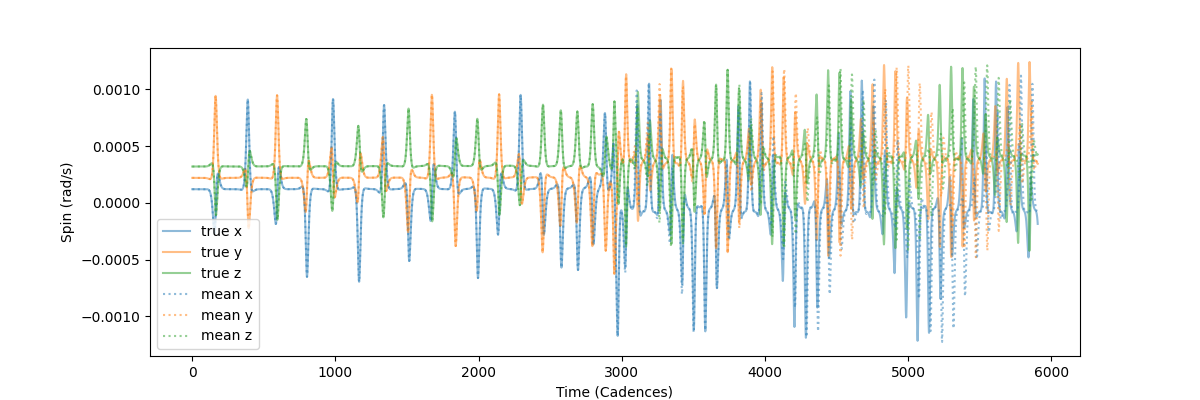 0.0010
0.0005
0.0000
−0.0005
−0.0010
Spin (rad/s)
true x
true y
true z
mean x
mean y
mean z
0
1000
2000
3000
4000
5000
6000
Time (Cadences)